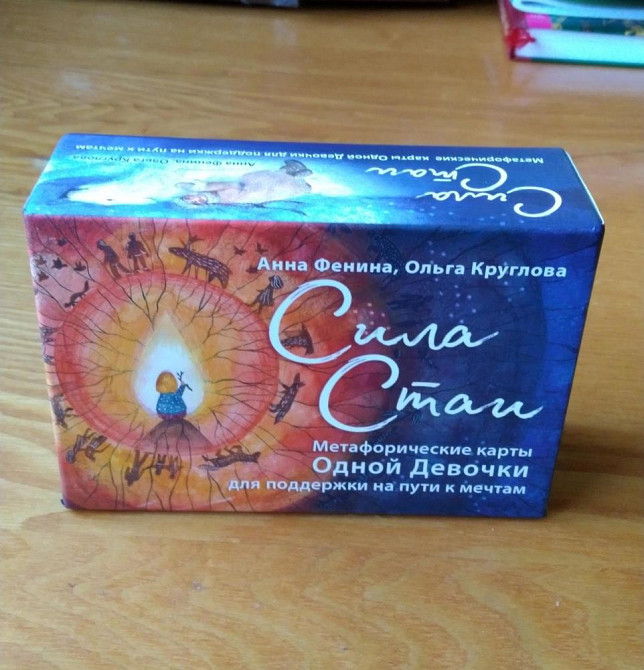 Анна Фенина, Ольга Круглова
Метафорические карты Одной Девочки для поддержки на пути к мечтам
Сила
Стаи
Анна Фенина, Ольга Круглова
Сила
Стаи
Метафорические карты
Одной Девочки
для поддержки на пути к мечтам